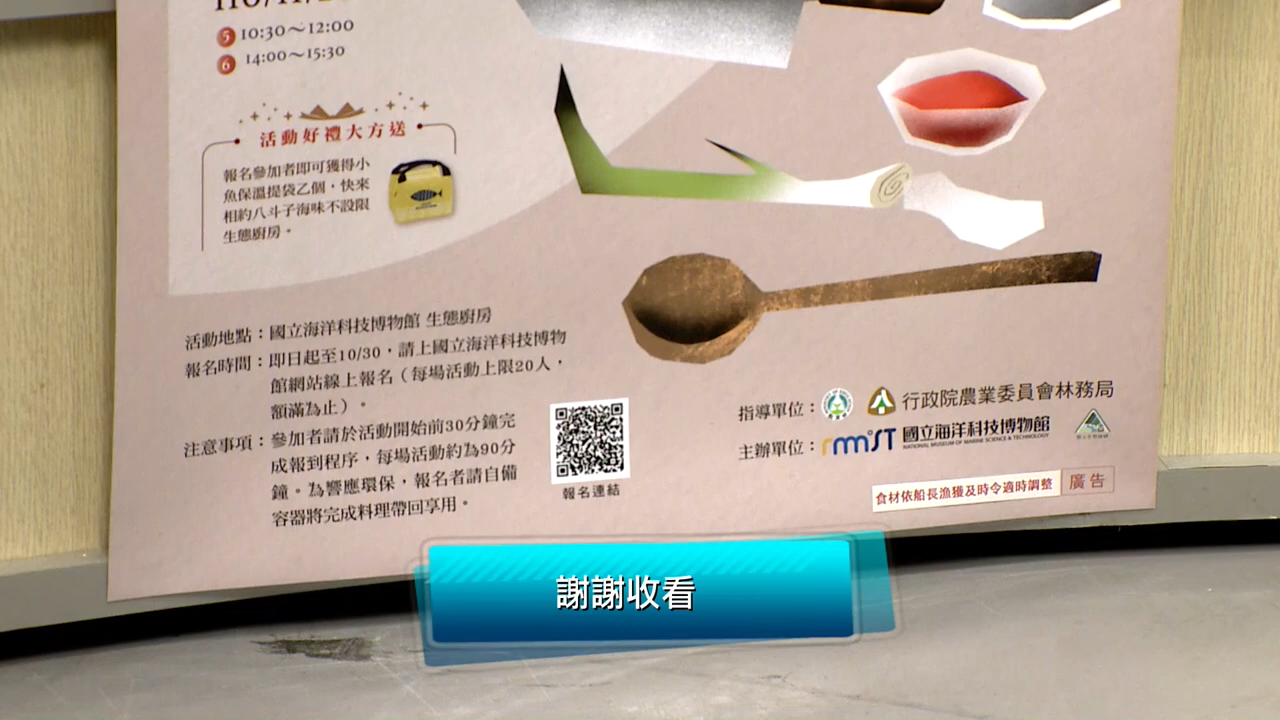 5 10:30～12:00
6 14:00～15:30
活動好禮大方送
報名參加者即可獲得小
魚保溫提袋乙個，快來
相約八斗子海味不設限
生態廚房。
活動地點：國立海洋科技博物館 生態廚房
報名時間：即日起至10/30，請上國立海洋科技博物
館網站線上報名（每場活動上限20人，
額滿為止）。
注意事項：參加者請於活動開始前30分鐘完
成報到程序，每場活動約為90分
鐘。為響應環保，報名者請自備
容器將完成料理帶回享用。
報名連結
指導單位： 行政院農業委員會林務局
主辦單位： 國立海洋科技博物館
NATIONAL MUSEUM OF MARINE SCIENCE & TECHNOLOGY
食材依船長漁獲及時令適時調整 廣告
謝謝收看